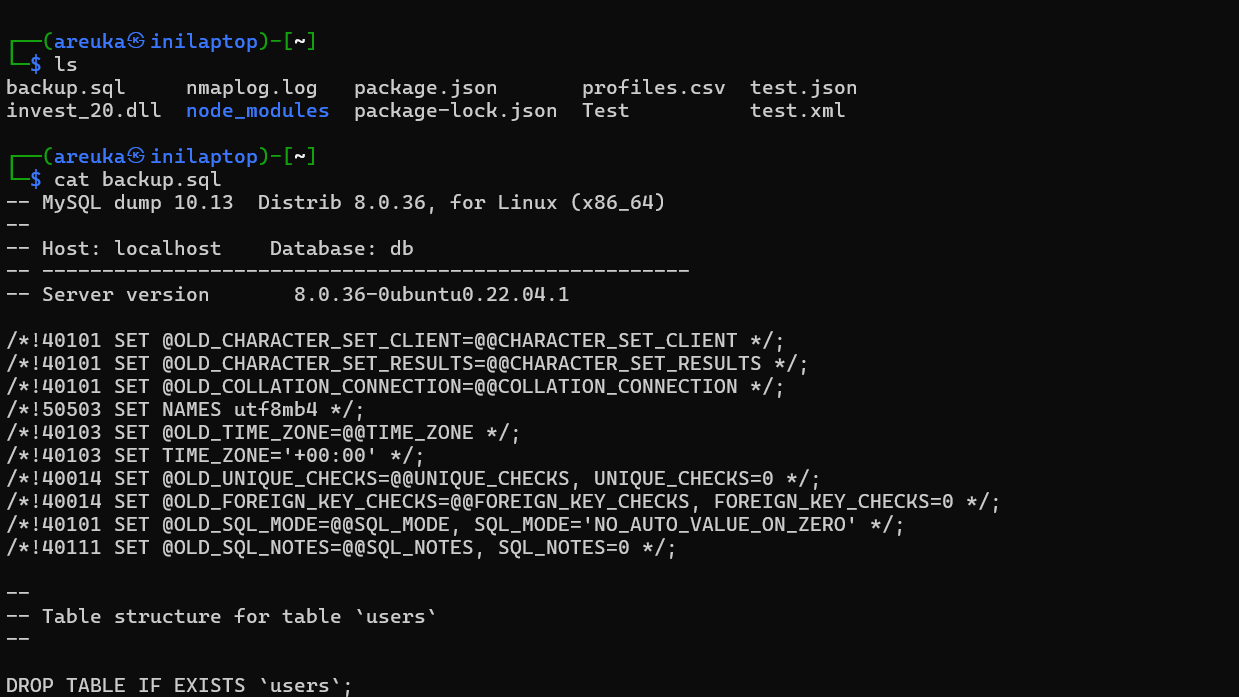 ┌──(areuka㉿inilaptop)-[~]
└─$ ls
backup.sql     nmaplog.log   package.json       profiles.csv  test.json
invest_20.dll  node_modules  package-lock.json  Test          test.xml
┌──(areuka㉿inilaptop)-[~]
└─$ cat backup.sql
-- MySQL dump 10.13  Distrib 8.0.36, for Linux (x86_64)
--
-- Host: localhost    Database: db
-- ------------------------------------------------------
-- Server version       8.0.36-0ubuntu0.22.04.1
/*!40101 SET @OLD_CHARACTER_SET_CLIENT=@@CHARACTER_SET_CLIENT */;
/*!40101 SET @OLD_CHARACTER_SET_RESULTS=@@CHARACTER_SET_RESULTS */;
/*!40101 SET @OLD_COLLATION_CONNECTION=@@COLLATION_CONNECTION */;
/*!50503 SET NAMES utf8mb4 */;
/*!40103 SET @OLD_TIME_ZONE=@@TIME_ZONE */;
/*!40103 SET TIME_ZONE='+00:00' */;
/*!40014 SET @OLD_UNIQUE_CHECKS=@@UNIQUE_CHECKS, UNIQUE_CHECKS=0 */;
/*!40014 SET @OLD_FOREIGN_KEY_CHECKS=@@FOREIGN_KEY_CHECKS, FOREIGN_KEY_CHECKS=0 */;
/*!40101 SET @OLD_SQL_MODE=@@SQL_MODE, SQL_MODE='NO_AUTO_VALUE_ON_ZERO' */;
/*!40111 SET @OLD_SQL_NOTES=@@SQL_NOTES, SQL_NOTES=0 */;
--
-- Table structure for table `users`
--
DROP TABLE IF EXISTS `users`;